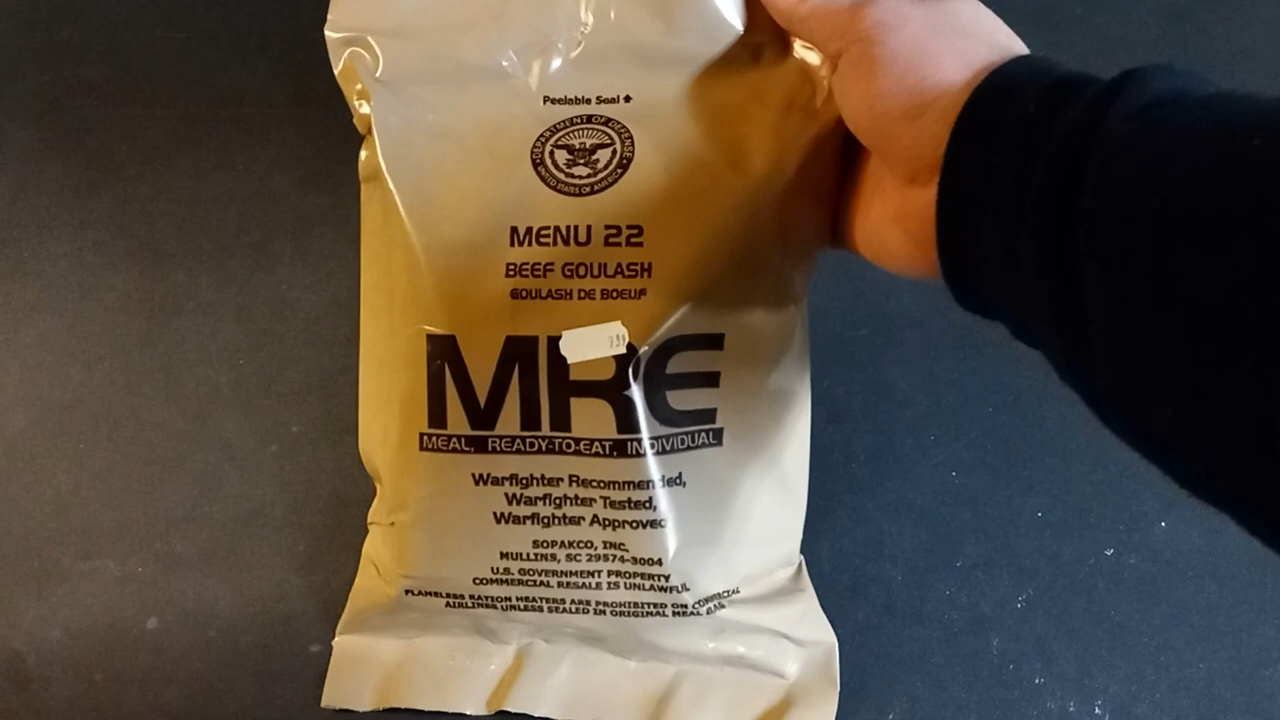 Peelable Seal ⬆
DEPARTMENT OF DEFENSE
UNITED STATES OF AMERICA
MENU 22
BEEF GOULASH
GOULASH DE BOEUF
MRE
MEAL, READY-TO-EAT, INDIVIDUAL
Warfighter Recommended,
Warfighter Tested,
Warfighter Approved
SOPAKCO, INC.
MULLINS, SC 29574-3004
U.S. GOVERNMENT PROPERTY
COMMERCIAL RESALE IS UNLAWFUL
FLAMELESS RATION HEATERS ARE PROHIBITED ON COMMERCIAL
AIRLINES UNLESS SEALED IN ORIGINAL MEAL BAG